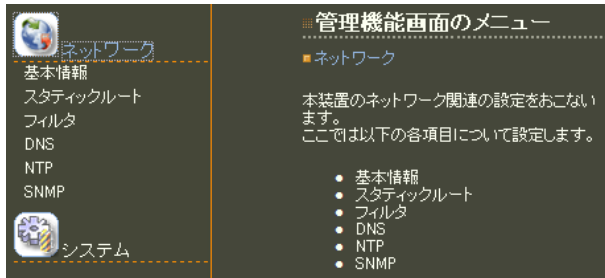 ネットワーク
基本情報
スタティックルート
フィルタ
DNS
NTP
SNMP
システム
管理機能画面のメニュー
ネットワーク
本装置のネットワーク関連の設定をおこない
ます。
ここでは以下の各項目について設定します。
基本情報
スタティックルート
フィルタ
DNS
NTP
SNMP